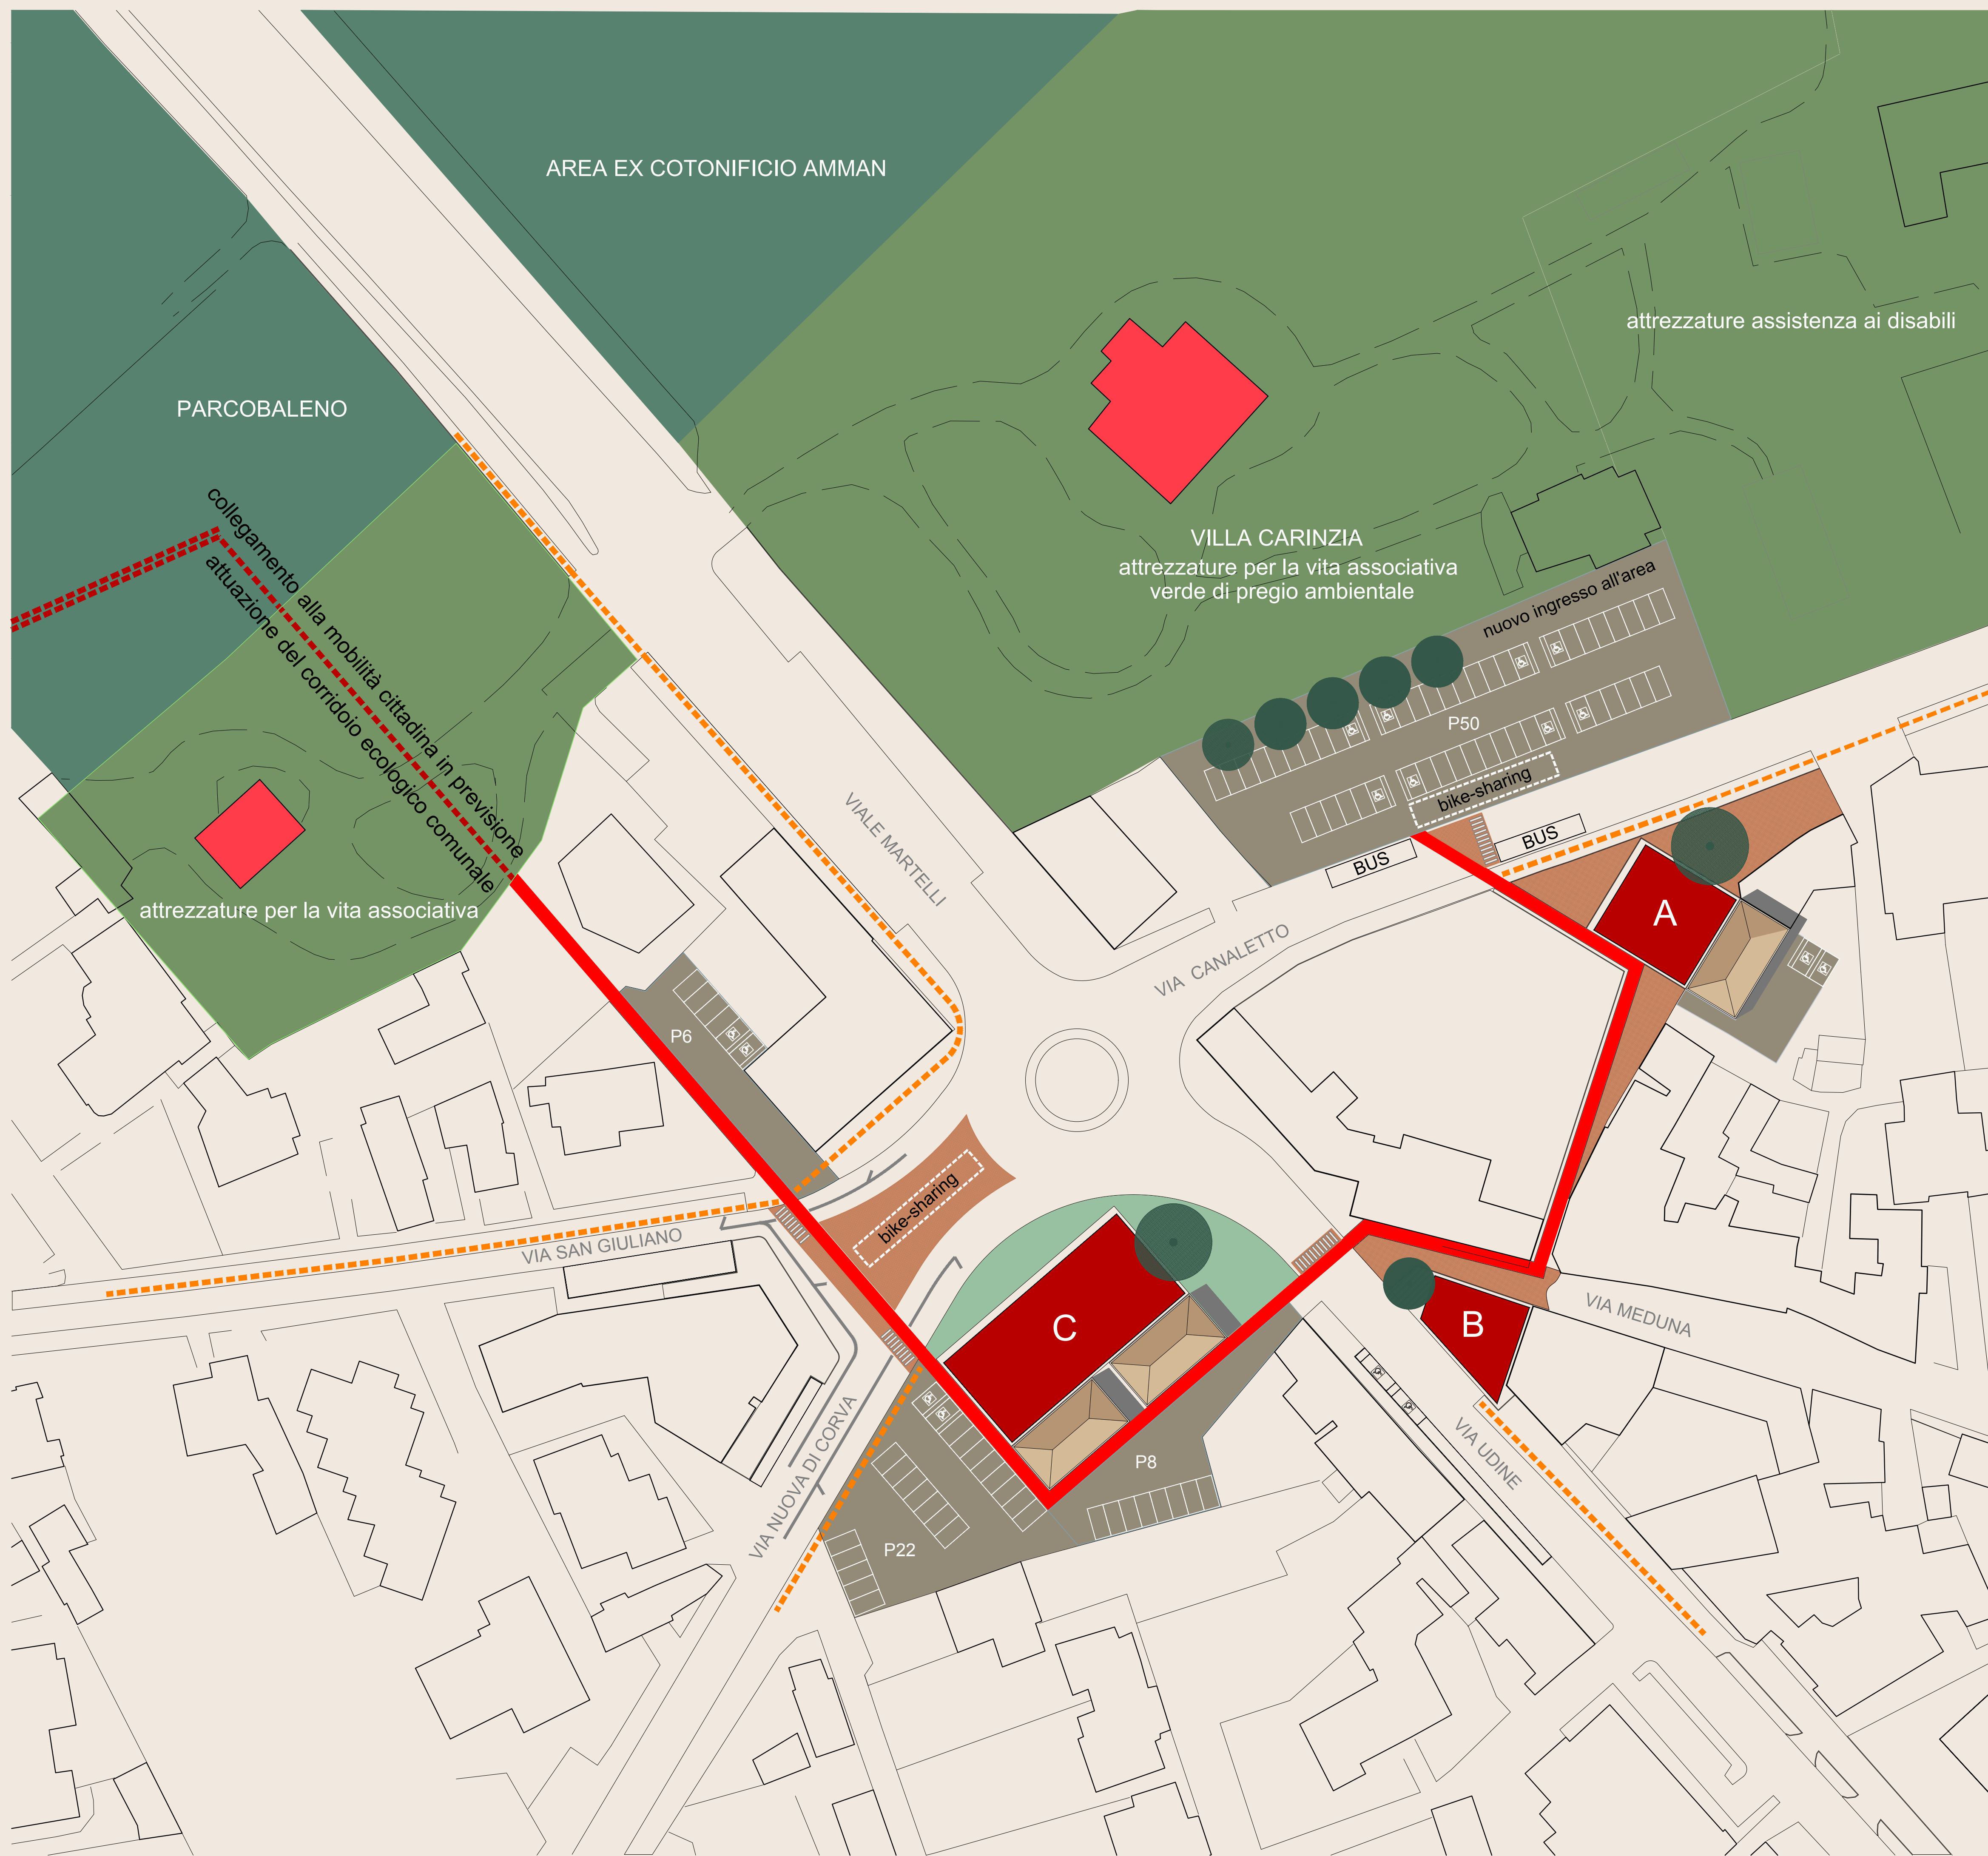 AREA EX COTONIFICIO AMMAN
attrezzature assistenza ai disabili
PARCOBALENO
VILLA CARINZIA
attrezzature per la vita associativa
verde di pregio ambientale
nuovo ingresso all'area
collegamento alla mobilità cittadina in previsione
attuazione del corridoio ecologico comunale
P50
bike-sharing
BUS
BUS
VIALE MARTELLI
attrezzature per la vita associativa
A
VIA CANALETTO
P6
bike-sharing
VIA SAN GIULIANO
C
B
VIA MEDUNA
VIA NUOVA DI CORVA
P8
VIA UDINE
P22